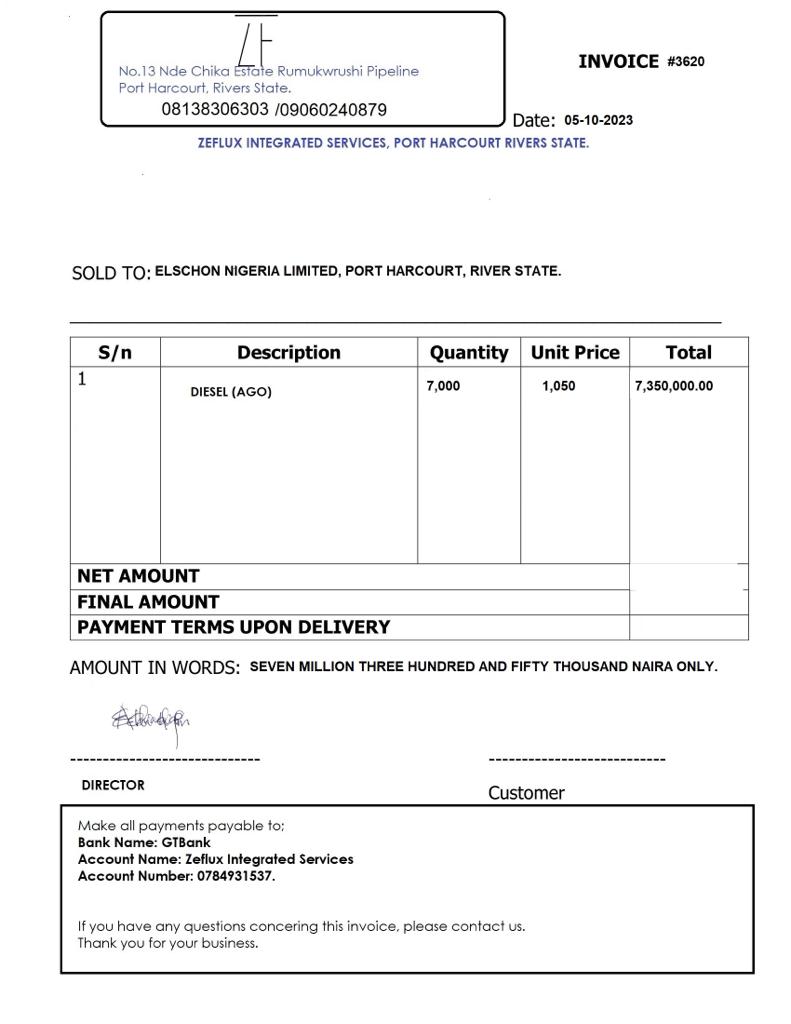 ZE
No.13 Nde Chika Estate Rumukwrushi Pipeline
Port Harcourt, Rivers State.
08138306303 /09060240879
INVOICE #3620
Date: 05-10-2023
ZEFLUX INTEGRATED SERVICES, PORT HARCOURT RIVERS STATE.
SOLD TO: ELSCHON NIGERIA LIMITED, PORT HARCOURT, RIVER STATE.
S/n Description Quantity Unit Price Total
1 DIESEL (AGO) 7,000 1,050 7,350,000.00
NET AMOUNT
FINAL AMOUNT
PAYMENT TERMS UPON DELIVERY
AMOUNT IN WORDS: SEVEN MILLION THREE HUNDRED AND FIFTY THOUSAND NAIRA ONLY.
DIRECTOR
Customer
Make all payments payable to;
Bank Name: GTBank
Account Name: Zeflux Integrated Services
Account Number: 0784931537.
If you have any questions concering this invoice, please contact us.
Thank you for your business.